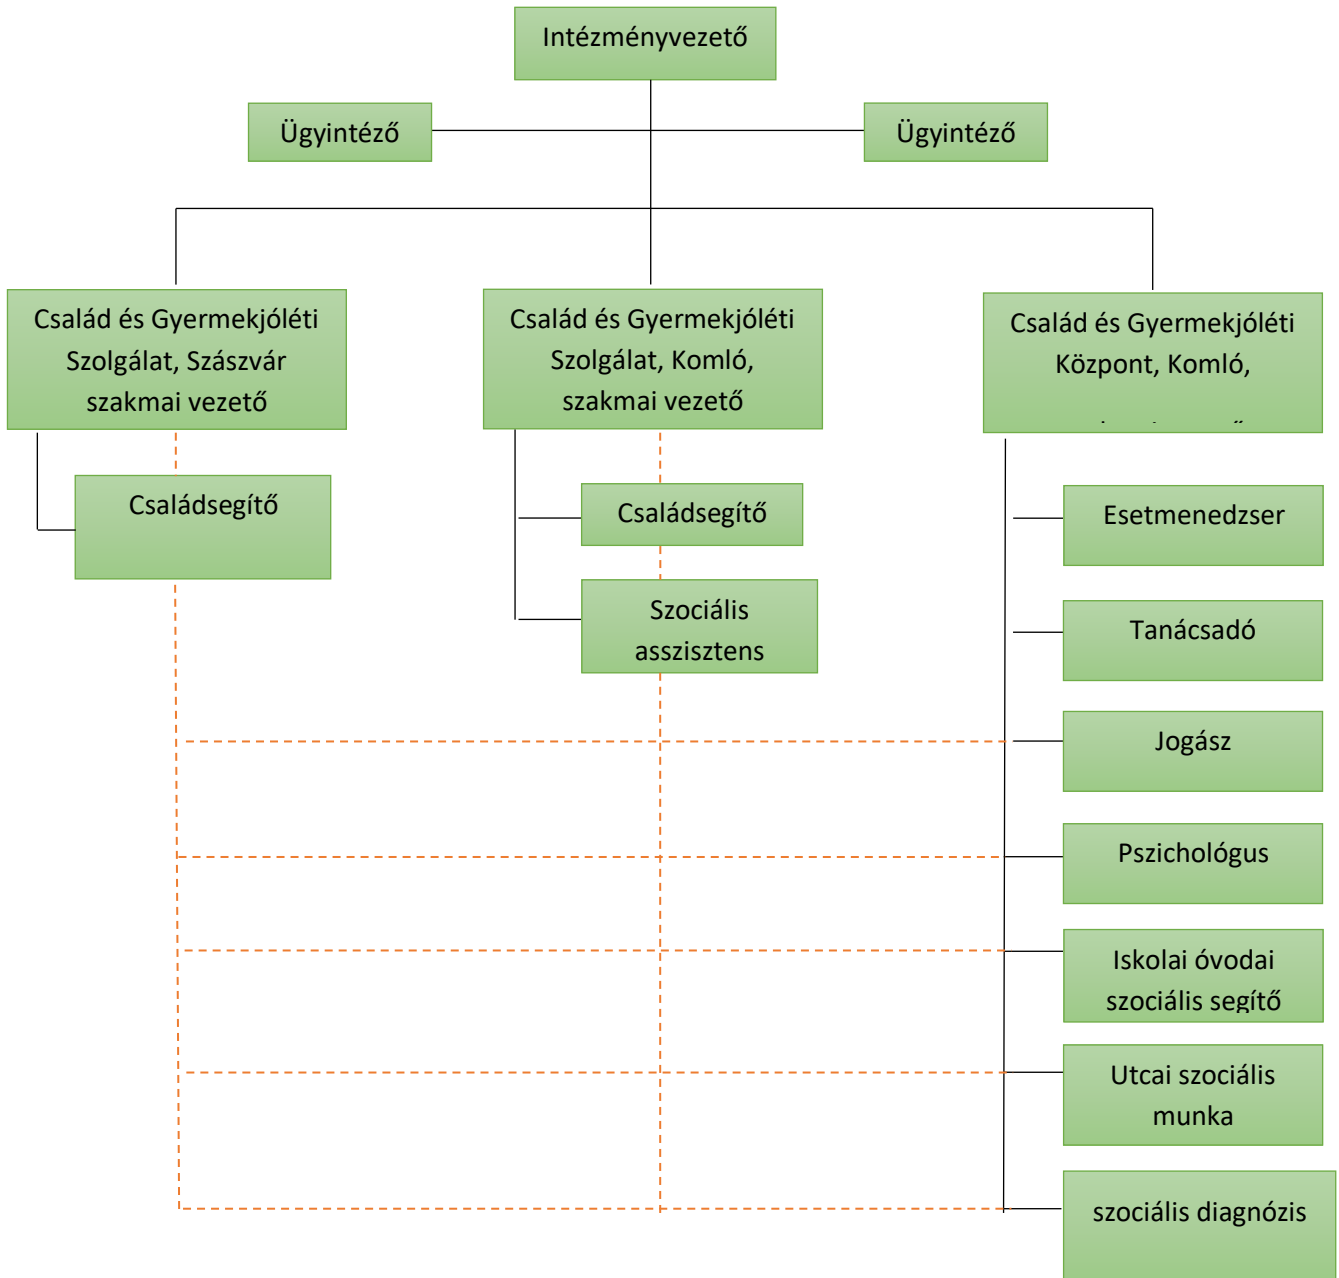 Intézményvezető
Ügyintéző
Ügyintéző
Család és Gyermekjóléti
Szolgálat, Szászvár
szakmai vezető
Család és Gyermekjóléti
Szolgálat, Komló,
szakmai vezető
Család és Gyermekjóléti
Központ, Komló,
Családsegítő
Családsegítő
Szociális
asszisztens
Esetmenedzser
Tanácsadó
Jogász
Pszichológus
Iskolai óvodai
szociális segítő
Utcai szociális
munka
szociális diagnózis